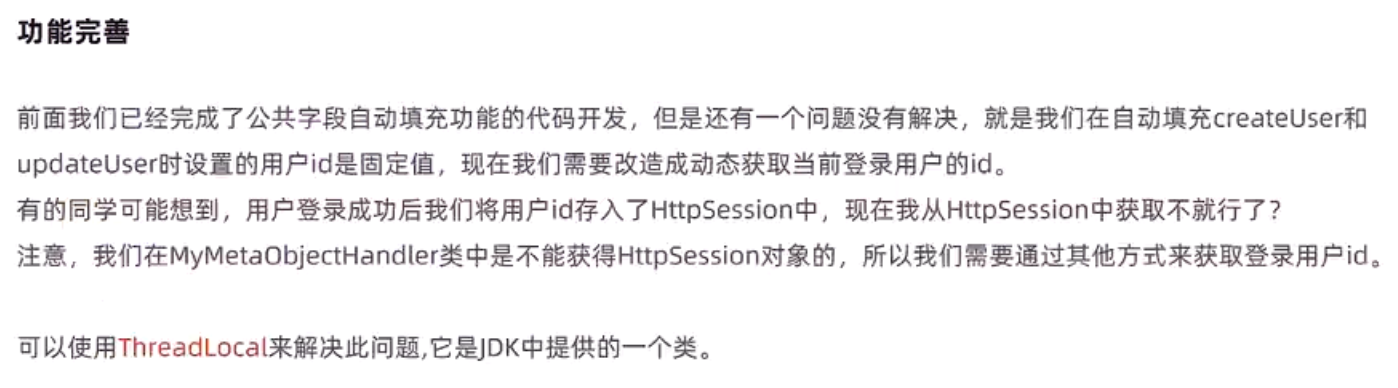 功能完善
前面我们已经完成了公共字段自动填充功能的代码开发，但是还有一个问题没有解决，就是我们在自动填充createUser和
updateUser时设置的用户id是固定值，现在我们需要改造成动态获取当前登录用户的id。
有的同学可能想到，用户登录成功后我们将用户id存入了HttpSession中，现在我从HttpSession中获取不就行了？
注意，我们在MyMetaObjectHandler类中是不能获得HttpSession对象的，所以我们需要通过其他方式来获取登录用户id。
可以使用ThreadLocal来解决此问题,它是JDK中提供的一个类。